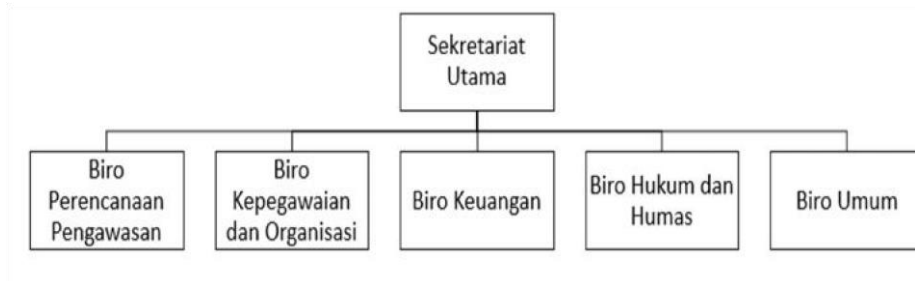 Sekretariat
Utama
Biro
Perencanaan
Pengawasan
Biro
Kepegawaian
dan Organisasi
Biro Keuangan
Biro Hukum dan
Humas
Biro Umum